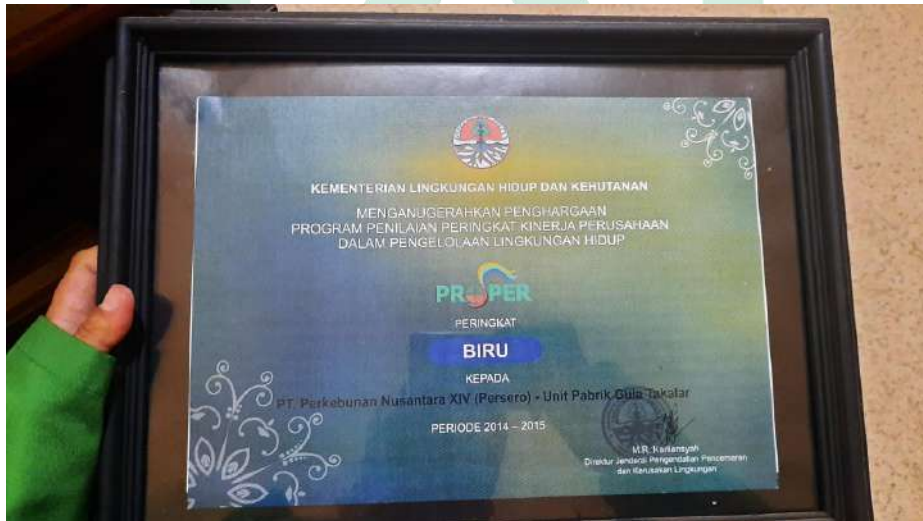 KEMENTERIAN LINGKUNGAN HIDUP DAN KEHUTANAN
MENGANUGERAHKAN PENGHARGAAN
PROGRAM PENILAIAN PERINGKAT KINERJA PERUSAHAAN
DALAM PENGELOLAAN LINGKUNGAN HIDUP
PROPER
PERINGKAT
BIRU
KEPADA
PT. Perkebunan Nusantara XIV (Persero) - Unit Pabrik Gula Takalar
PERIODE 2014 – 2015
M.R. Karliansyah
Direktur Jenderal Pengendalian Pencemaran
dan Kerusakan Lingkungan